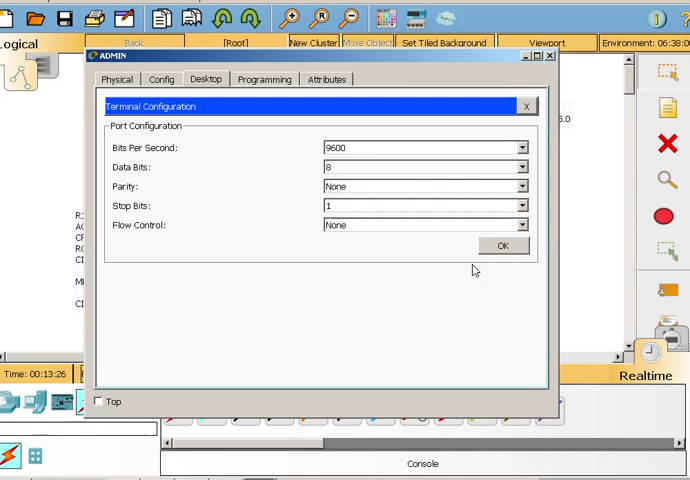 Logical
Back
[Root]
New Cluster
Move Object
Set Tiled Background
Viewport
Environment: 06:38:0
ADMIN
Physical
Config
Desktop
Programming
Attributes
Terminal Configuration
X
Port Configuration
Bits Per Second:
9600
Data Bits:
8
Parity:
None
Stop Bits:
1
Flow Control:
None
OK
5.0
Time: 00:13:26
Realtime
Top
Console